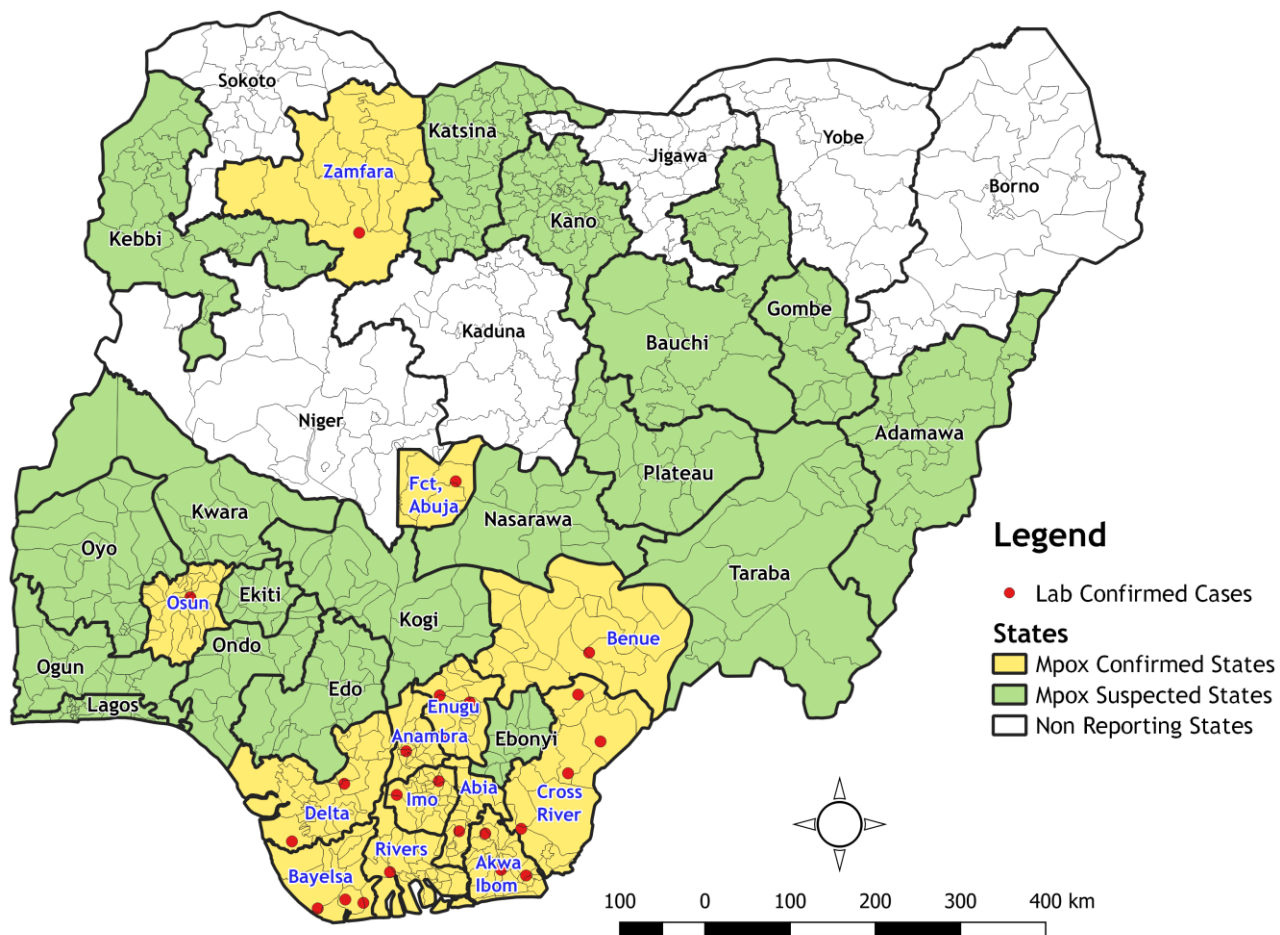 Sokoto
Zamfara
Katsina
Jigawa
Yobe
Borno
Kebbi
Kano
Kaduna
Bauchi
Gombe
Niger
Adamawa
Fct,
Abuja
Plateau
Nasarawa
Kwara
Oyo
Taraba
Osun
Ekiti
Kogi
Benue
Ondo
Ogun
Edo
Lagos
Enugu
Anambra
Ebonyi
Delta
Imo
Abia
Cross
River
Rivers
Bayelsa
Akwa
Ibom
Legend
Lab Confirmed Cases
States
Mpox Confirmed States
Mpox Suspected States
Non Reporting States
100 0 100 200 300 400 km